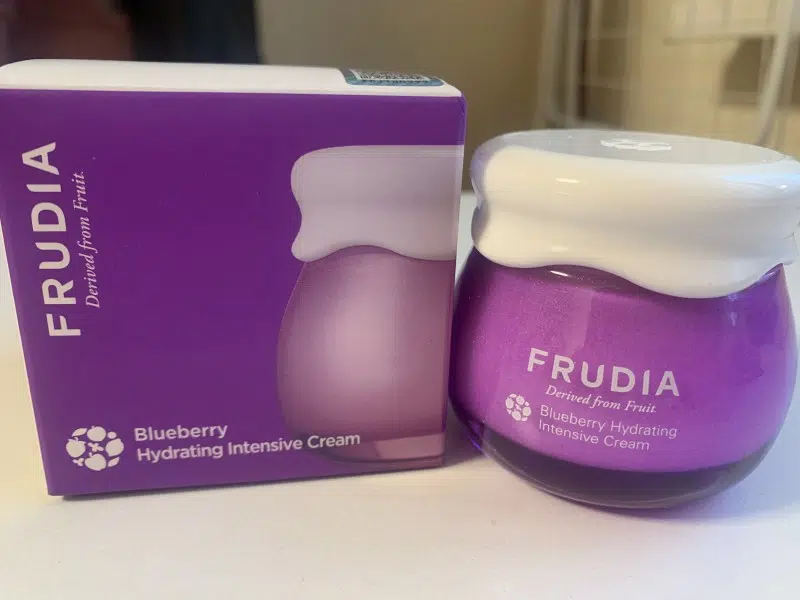 FRUDIA
Derived from Fruit.
Blueberry
Hydrating Intensive Cream
FRUDIA
Derived from Fruit
Blueberry Hydrating
Intensive Cream